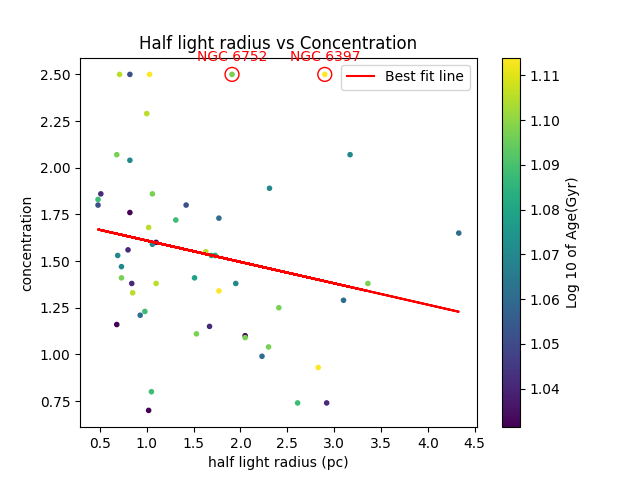 Half light radius vs Concentration
NGC 6752 NGC 6397
Best fit line
2.50
2.25
2.00
1.75
1.50
1.25
1.00
0.75
concentration
0.5 1.0 1.5 2.0 2.5 3.0 3.5 4.0 4.5
half light radius (pc)
1.11
1.10
1.09
1.08
1.07
1.06
1.05
1.04
Log 10 of Age(Gyr)